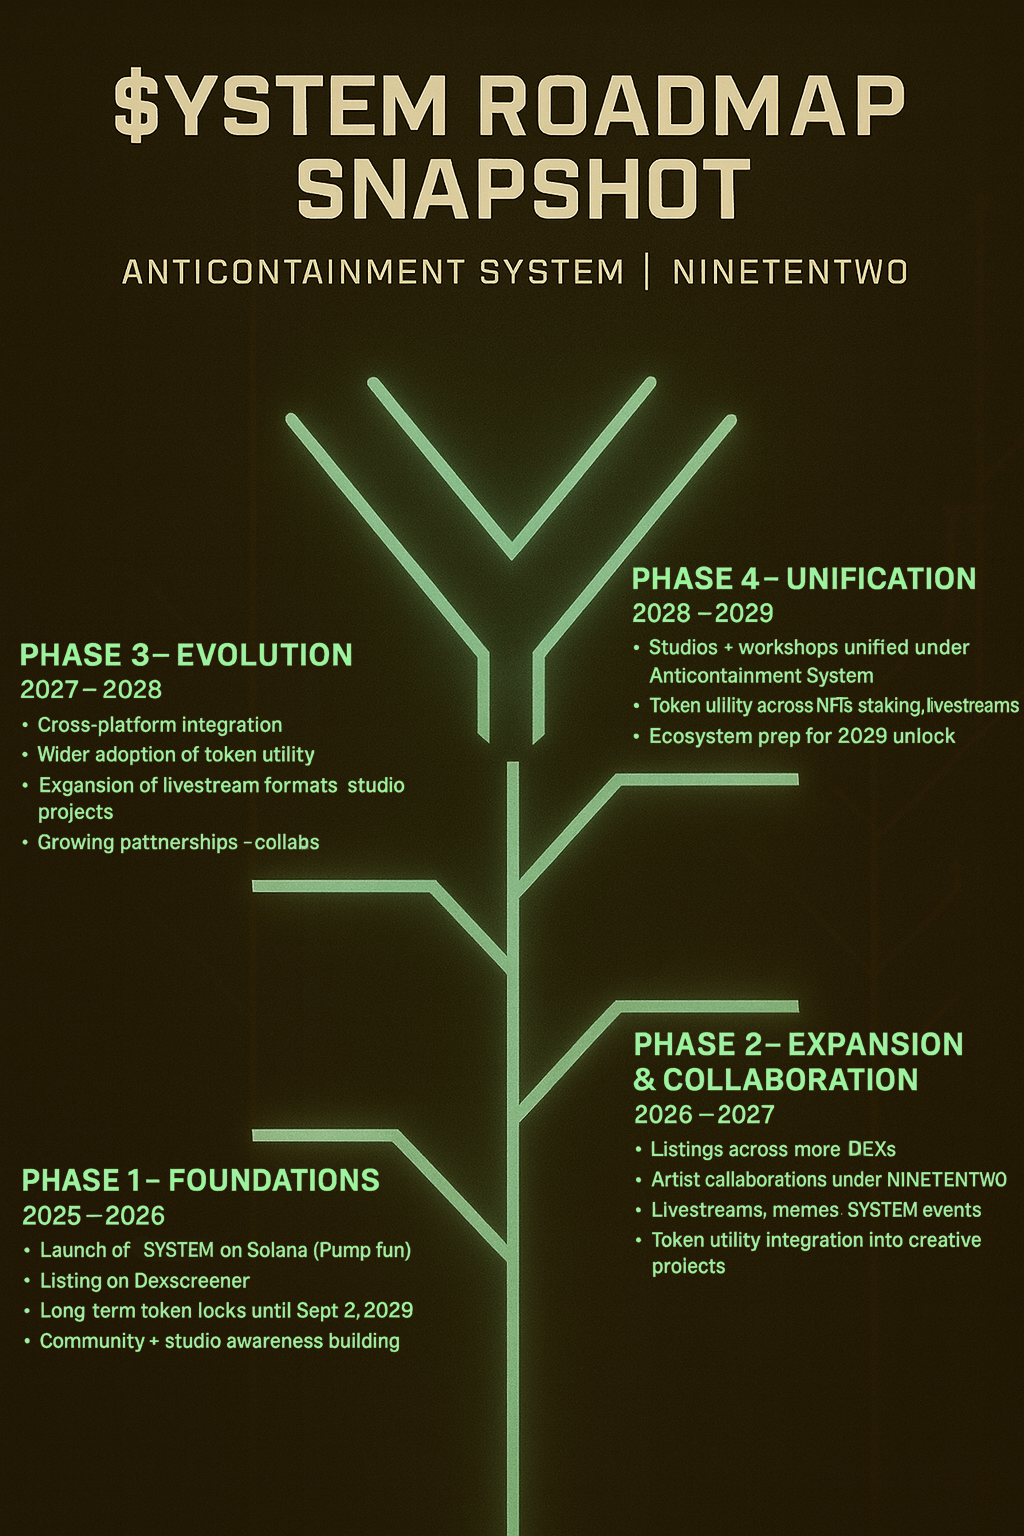 $YSTEM ROADMAP
SNAPSHOT
ANTICONTAINMENT SYSTEM | NINETENTWO
PHASE 4 – UNIFICATION
2028 – 2029
• Studios + workshops unified under
Anticontainment System
• Token ulility across NFTs staking, livestreams
• Ecosystem prep for 2029 unlock
PHASE 3 – EVOLUTION
2027 – 2028
• Cross-platform integration
• Wider adoption of token utility
• Exgansion of livestream formats studio
projects
• Growing pattnerships - collabs
PHASE 2 – EXPANSION
& COLLABORATION
2026 – 2027
• Listings across more DEXs
• Artist callaborations under NINETENTWO
• Livestreams, memes SYSTEM events
• Token utility integration into creative
prolects
PHASE 1 – FOUNDATIONS
2025 – 2026
• Launch of SYSTEM on Solana (Pump fun)
• Listing on Dexscreener
• Long term token locks until Sept 2, 2029
• Community + studio awareness building